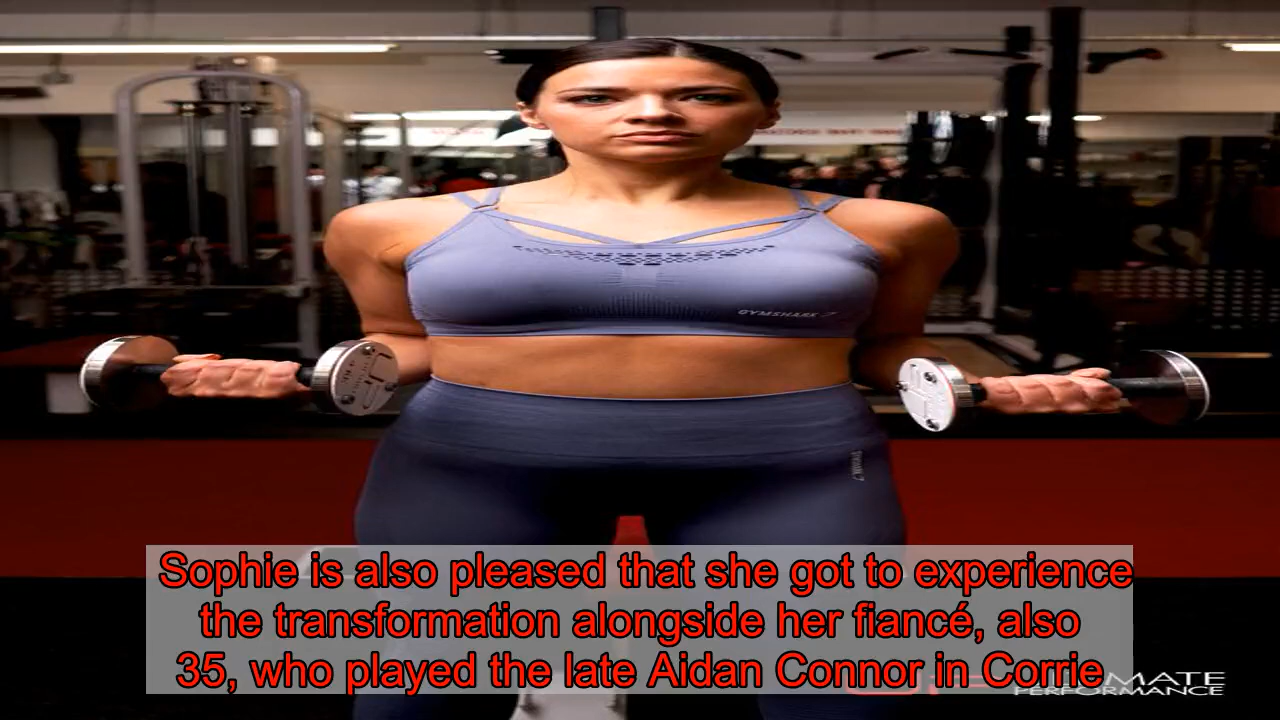 GYMSHARK
Sophie is also pleased that she got to experience
the transformation alongside her fiancé, also
35, who played the late Aidan Connor in Corrie
PERFORMANCE